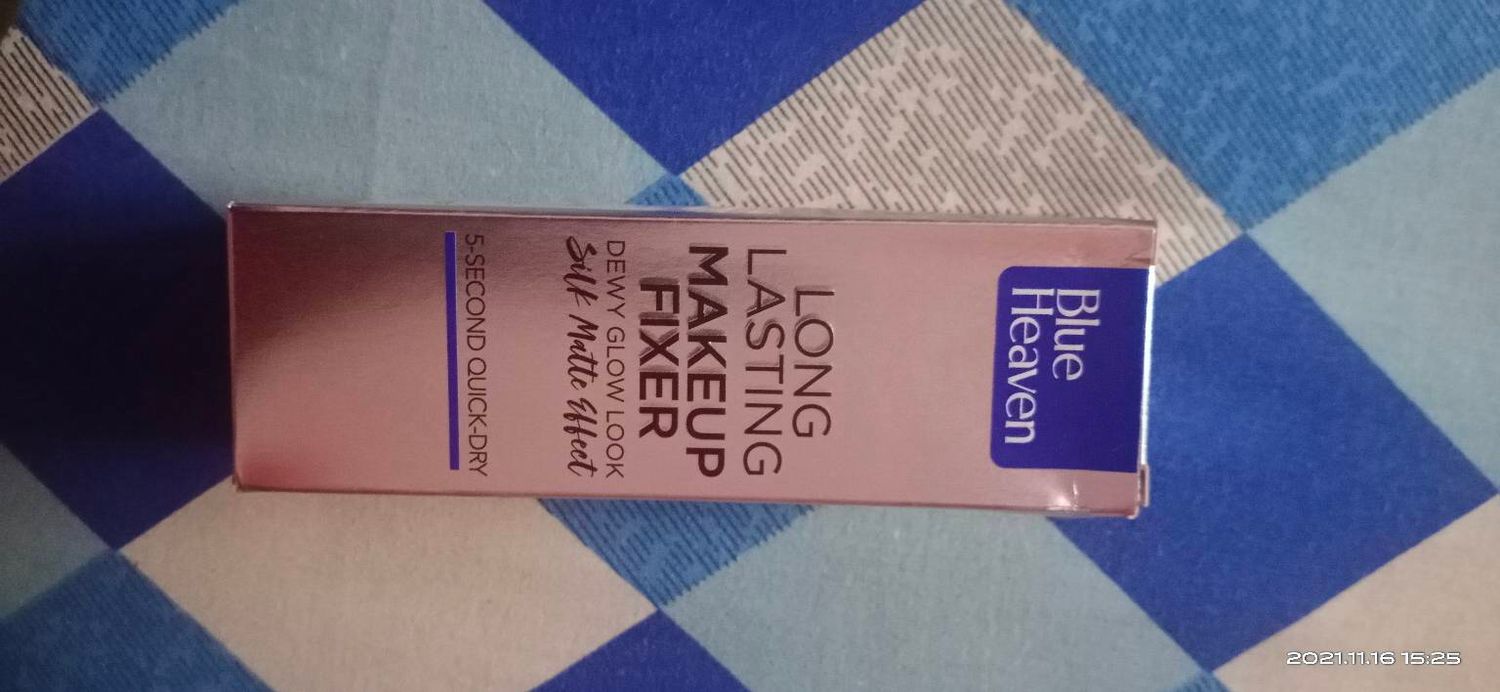 Blue
Heaven
LONG
LASTING
MAKEUP
FIXER
DEWY GLOW LOOK
Silk Matte Effect
5-SECOND QUICK-DRY
2021.11.16 15:25